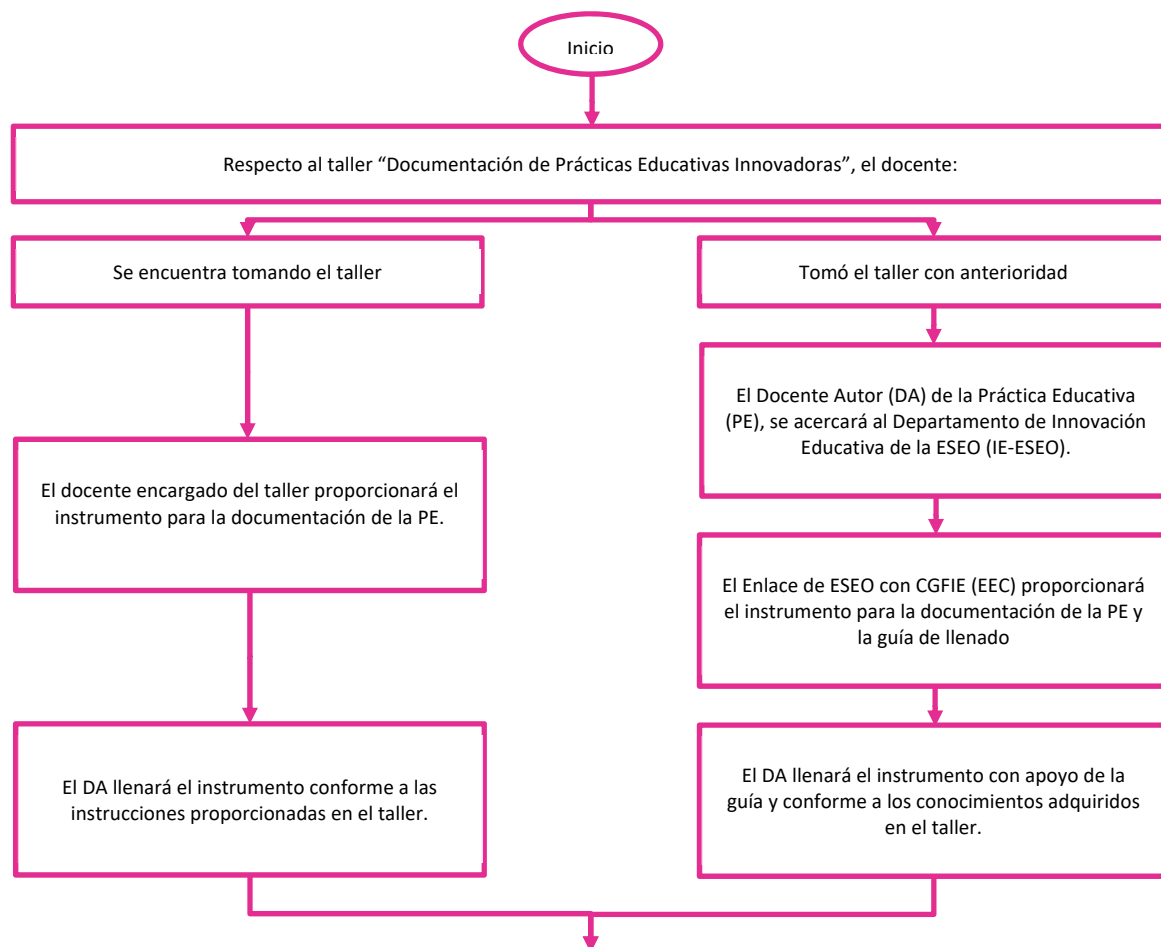 Inicio
Respecto al taller “Documentación de Prácticas Educativas Innovadoras”, el docente:
Se encuentra tomando el taller
Tomó el taller con anterioridad
El Docente Autor (DA) de la Práctica Educativa
(PE), se acercará al Departamento de Innovación
Educativa de la ESEO (IE-ESEO).
El docente encargado del taller proporcionará el
instrumento para la documentación de la PE.
El Enlace de ESEO con CGFIE (EEC) proporcionará
el instrumento para la documentación de la PE y
la guía de llenado
El DA llenará el instrumento conforme a las
instrucciones proporcionadas en el taller.
El DA llenará el instrumento con apoyo de la
guía y conforme a los conocimientos adquiridos
en el taller.